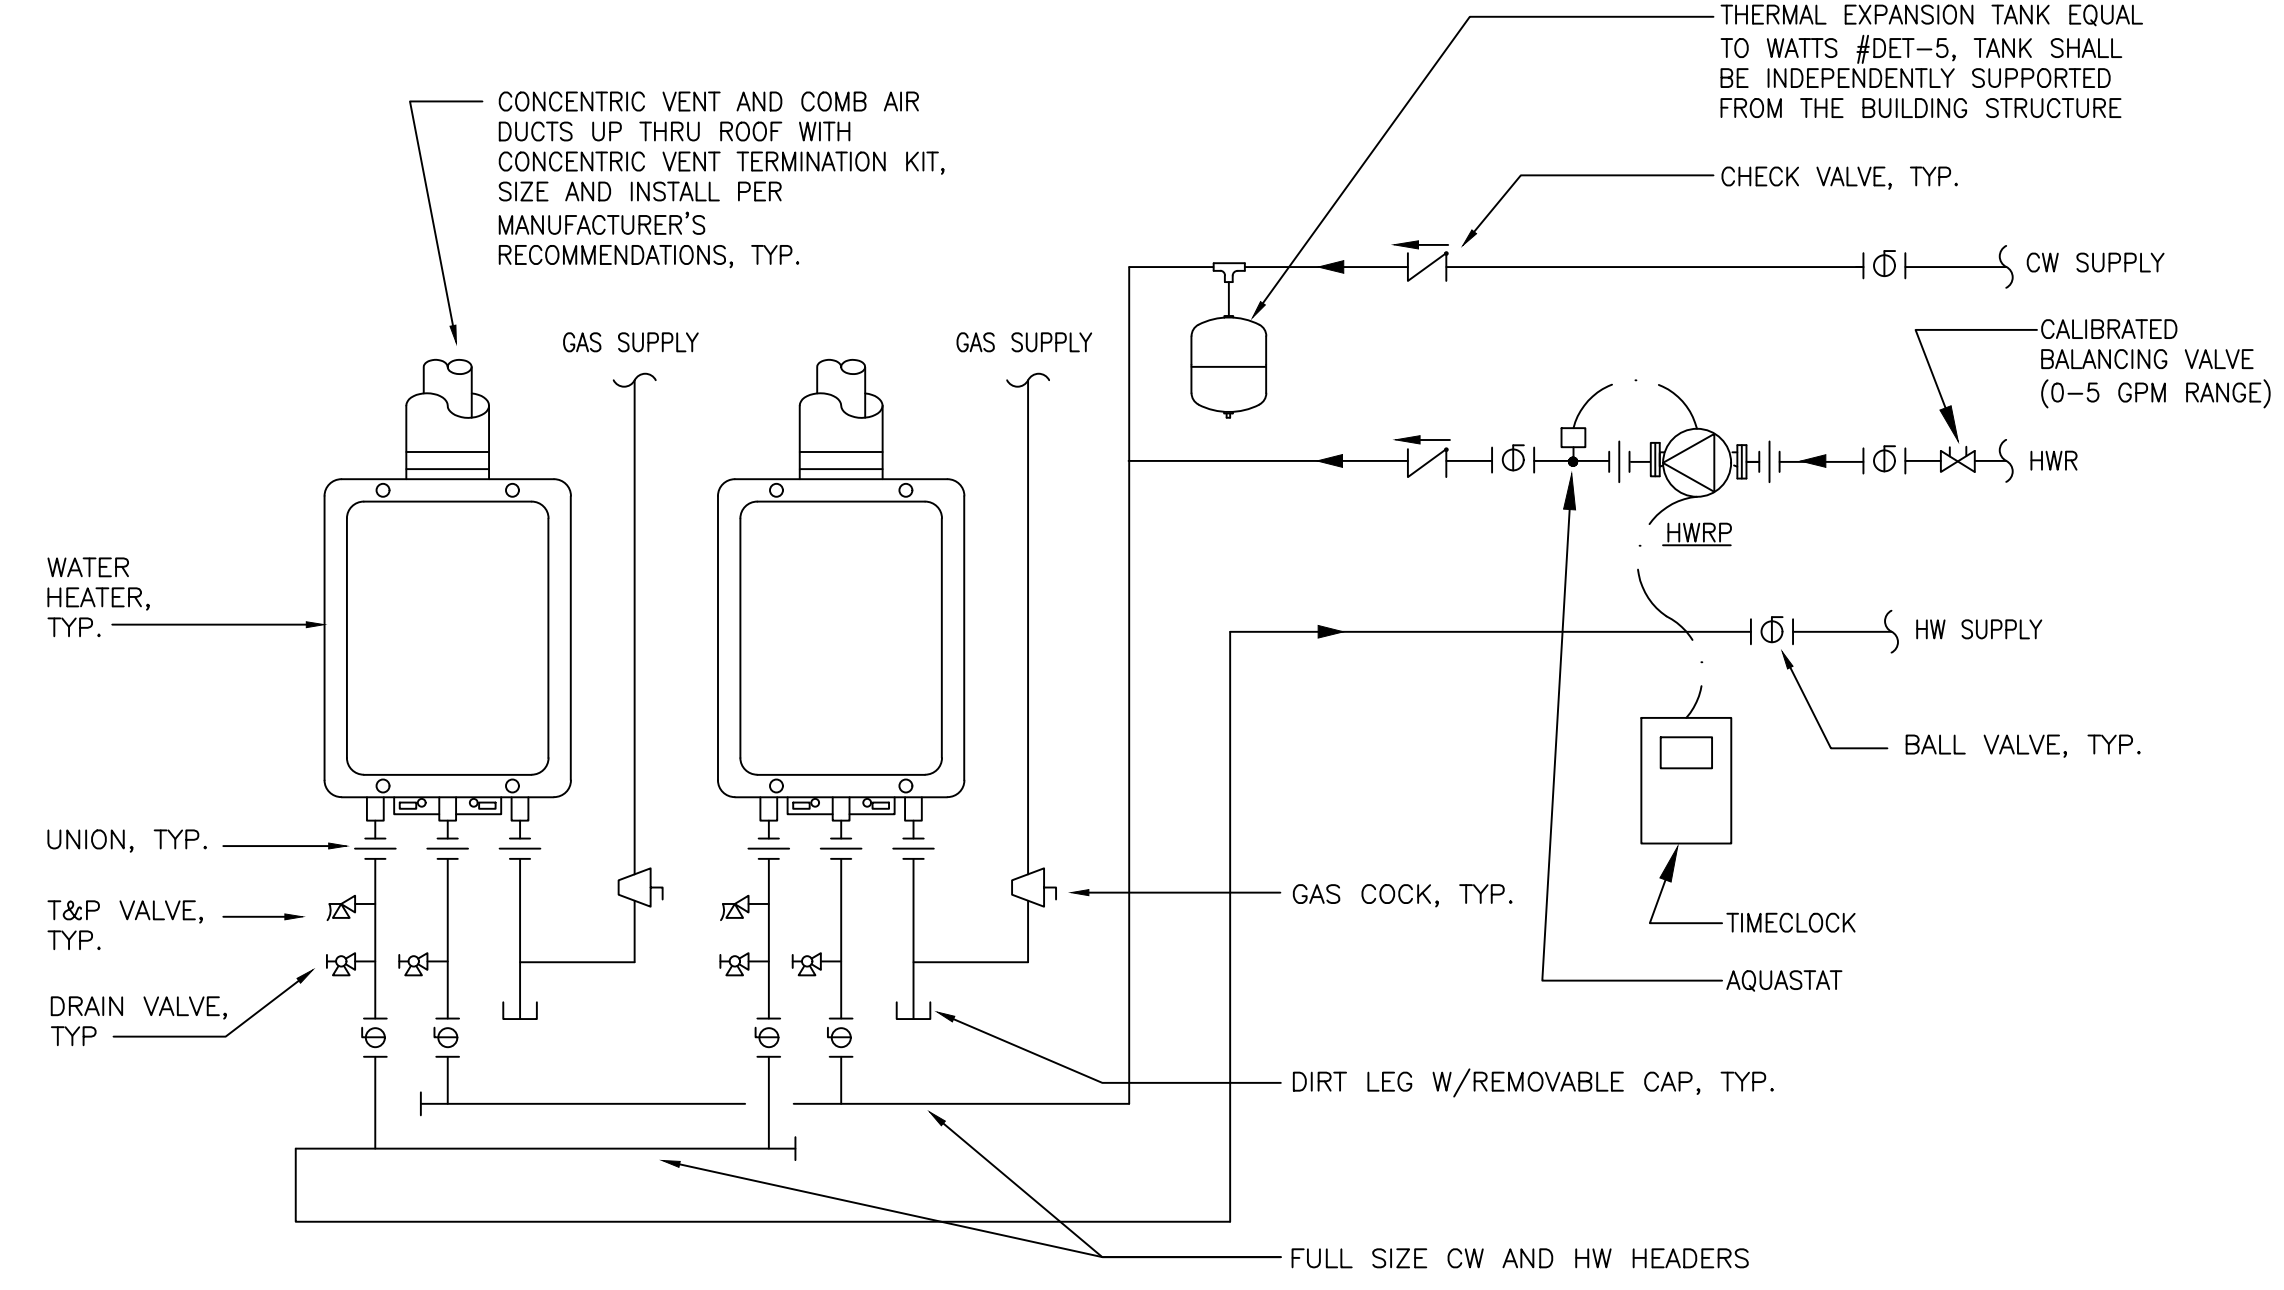 THERMAL EXPANSION TANK EQUAL
TO WATTS #DET-5, TANK SHALL
BE INDEPENDENTLY SUPPORTED
FROM THE BUILDING STRUCTURE
CONCENTRIC VENT AND COMB AIR
DUCTS UP THRU ROOF WITH
CONCENTRIC VENT TERMINATION KIT,
SIZE AND INSTALL PER
MANUFACTURER'S
RECOMMENDATIONS, TYP.
CHECK VALVE, TYP.
CW SUPPLY
GAS SUPPLY
GAS SUPPLY
CALIBRATED
BALANCING VALVE
(0-5 GPM RANGE)
HWR
HWRP
WATER
HEATER,
TYP.
HW SUPPLY
BALL VALVE, TYP.
UNION, TYP.
T&P VALVE,
TYP.
GAS COCK, TYP.
TIMECLOCK
AQUASTAT
DRAIN VALVE,
TYP
DIRT LEG W/REMOVABLE CAP, TYP.
FULL SIZE CW AND HW HEADERS